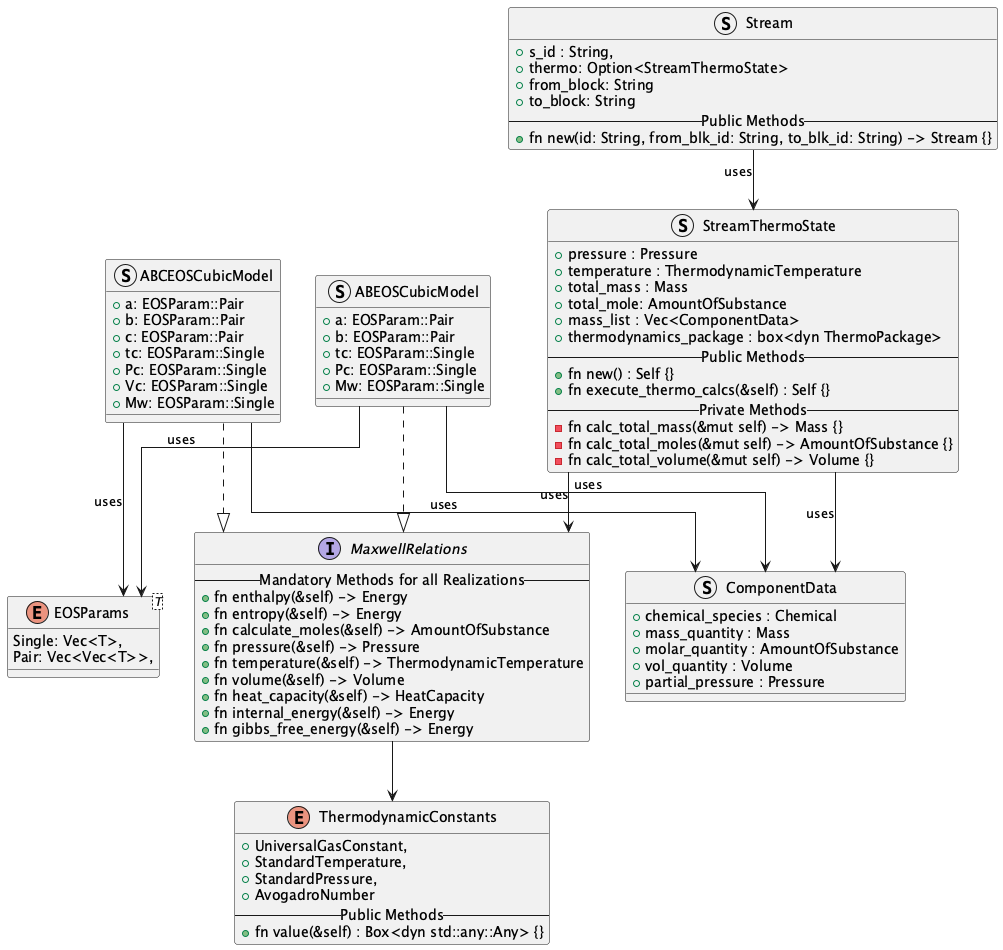 S Stream
s_id : String,
thermo: Option<StreamThermoState>
from_block: String
to_block: String
Public Methods
fn new(id: String, from_blk_id: String, to_blk_id: String) -> Stream {}
uses
S StreamThermoState
pressure : Pressure
temperature : ThermodynamicTemperature
total_mass : Mass
total_mole: AmountOfSubstance
mass_list : Vec<ComponentData>
thermodynamics_package : box<dyn ThermoPackage>
Public Methods
fn new() : Self {}
fn execute_thermo_calcs(&self) : Self {}
Private Methods
fn calc_total_mass(&mut self) -> Mass {}
fn calc_total_moles(&mut self) -> AmountOfSubstance {}
fn calc_total_volume(&mut self) -> Volume {}
S ABCEOSCubicModel
a: EOSParam::Pair
b: EOSParam::Pair
c: EOSParam::Pair
tc: EOSParam::Single
Pc: EOSParam::Single
Vc: EOSParam::Single
Mw: EOSParam::Single
S ABEOSCubicModel
a: EOSParam::Pair
b: EOSParam::Pair
tc: EOSParam::Single
Pc: EOSParam::Single
Mw: EOSParam::Single
uses
uses
uses
uses
uses
uses
I MaxwellRelations
Mandatory Methods for all Realizations
fn enthalpy(&self) -> Energy
fn entropy(&self) -> Energy
fn calculate_moles(&self) -> AmountOfSubstance
fn pressure(&self) -> Pressure
fn temperature(&self) -> ThermodynamicTemperature
fn volume(&self) -> Volume
fn heat_capacity(&self) -> HeatCapacity
fn internal_energy(&self) -> Energy
fn gibbs_free_energy(&self) -> Energy
E EOSParams T
Single: Vec<T>,
Pair: Vec<Vec<T>>,
S ComponentData
chemical_species : Chemical
mass_quantity : Mass
molar_quantity : AmountOfSubstance
vol_quantity : Volume
partial_pressure : Pressure
E ThermodynamicConstants
UniversalGasConstant,
StandardTemperature,
StandardPressure,
AvogadroNumber
Public Methods
fn value(&self) : Box<dyn std::any::Any> {}